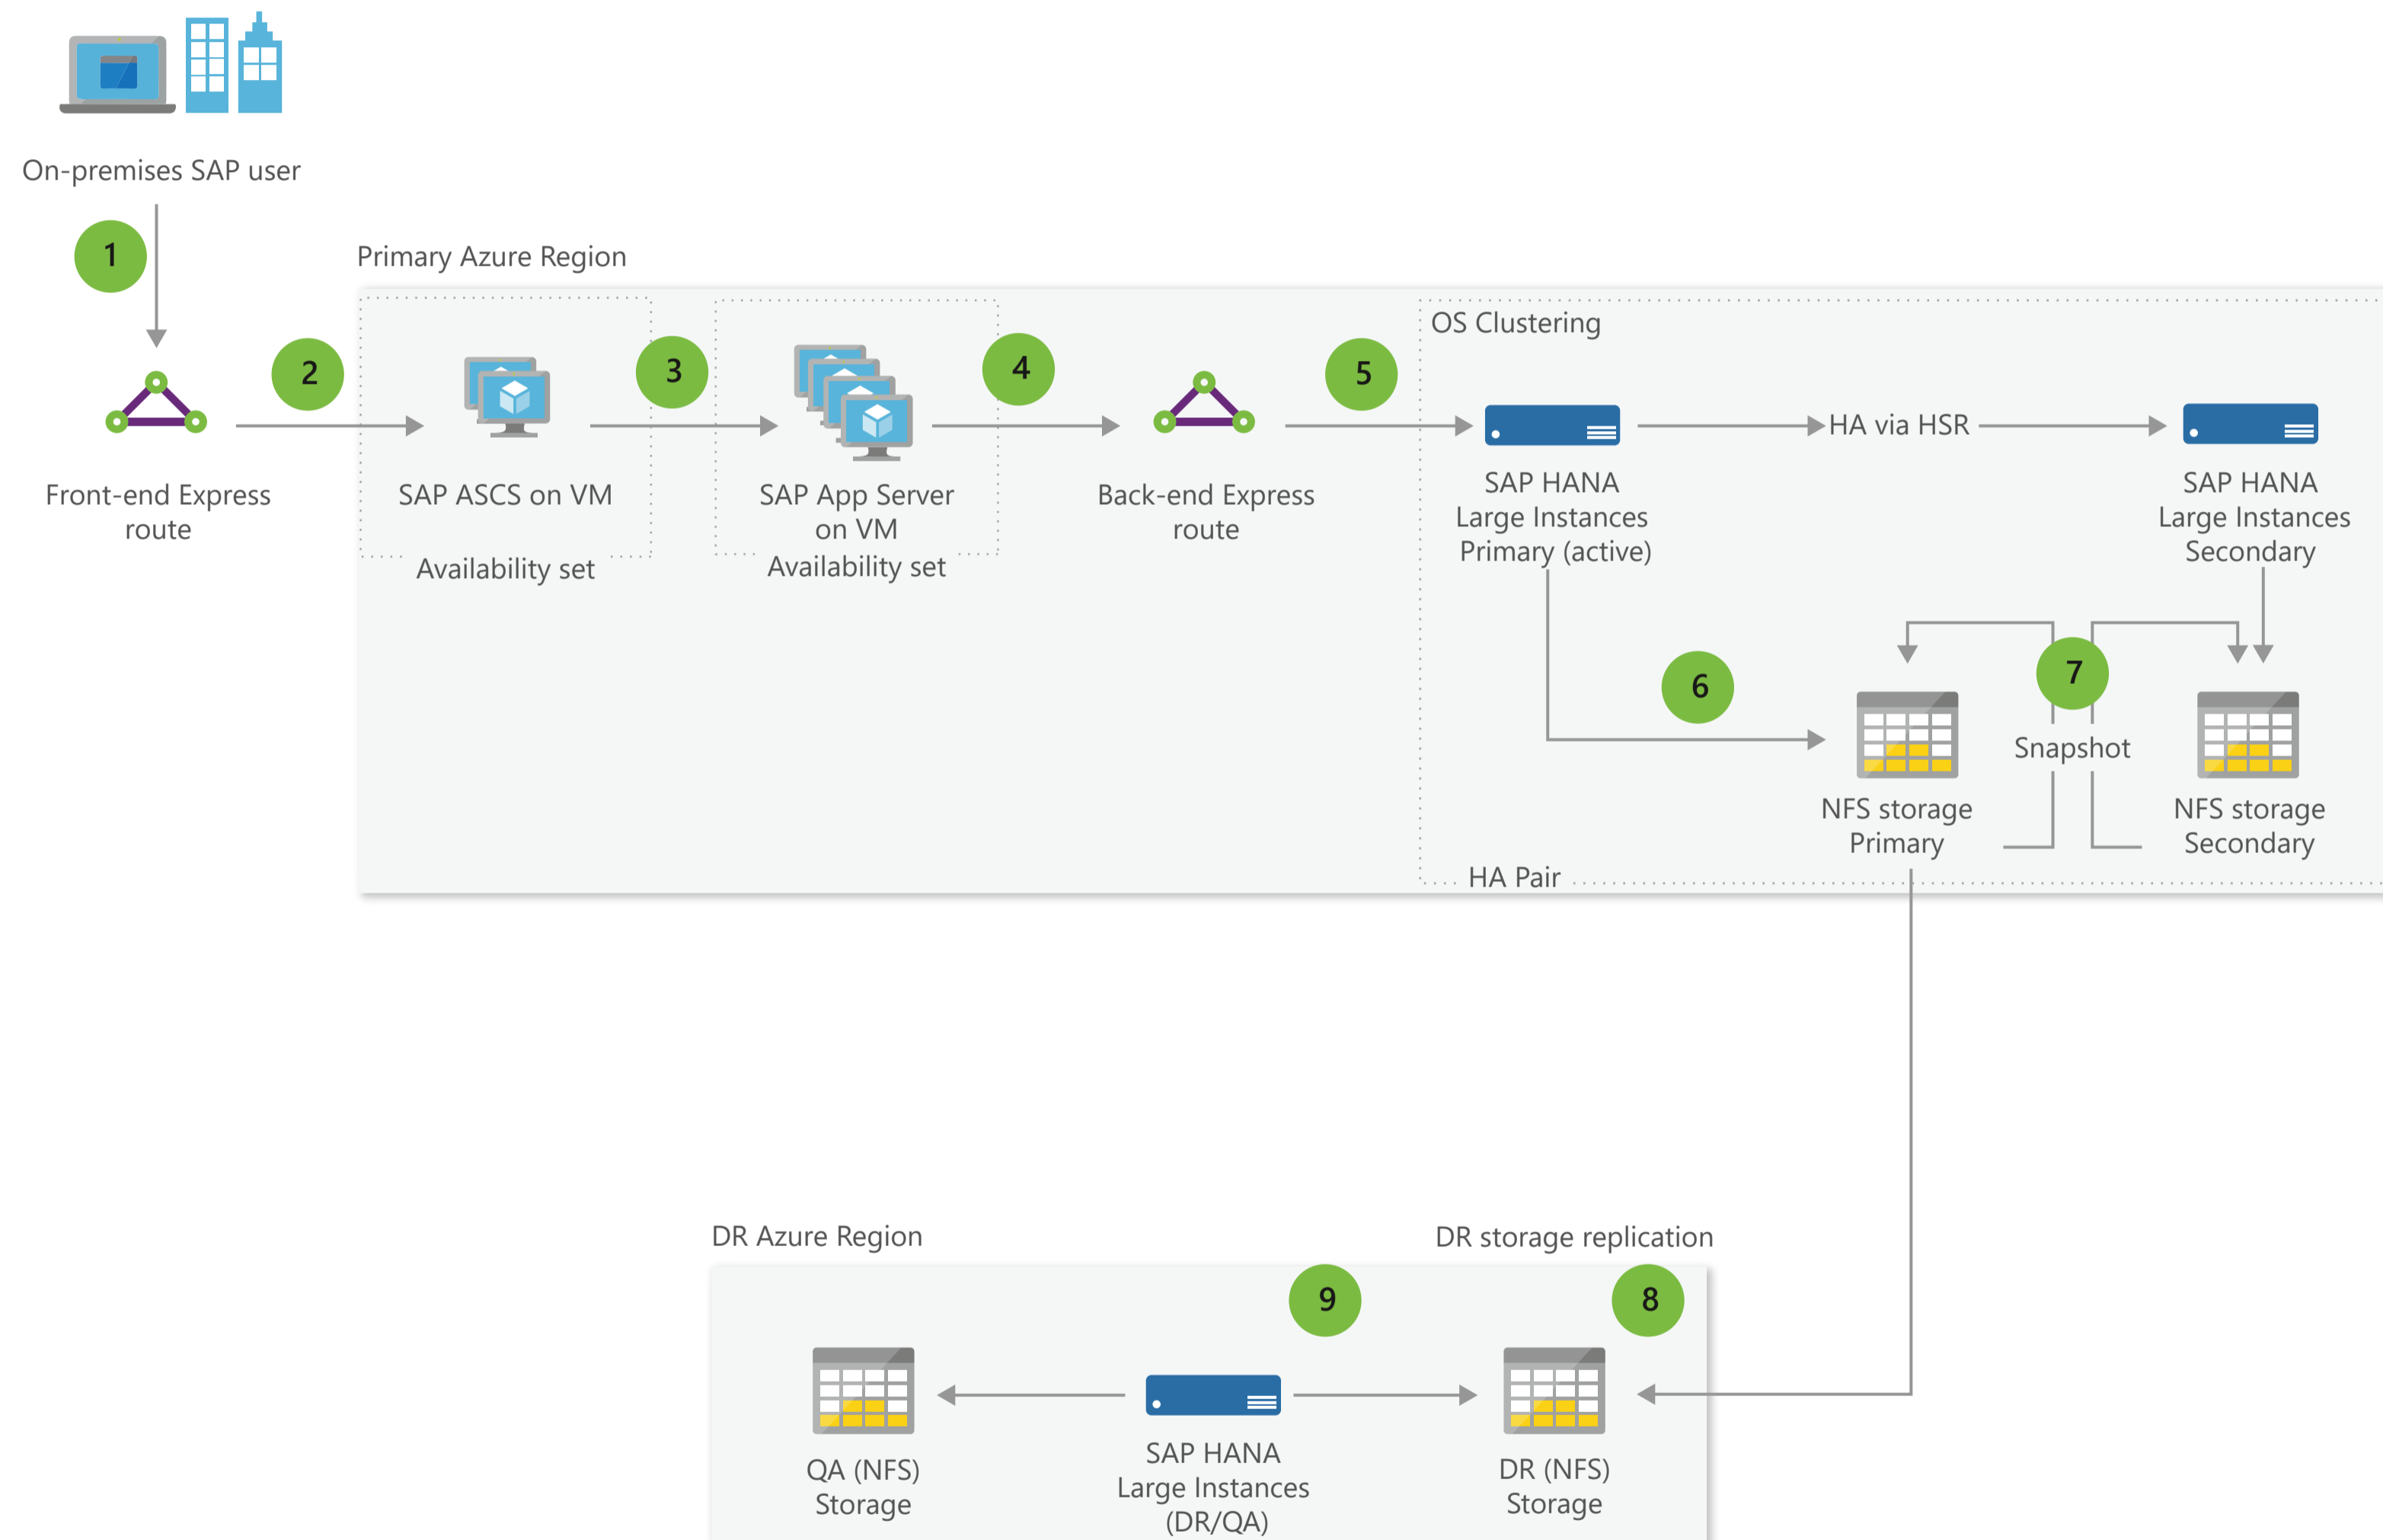 On-premises SAP user
1
Primary Azure Region
2
3
4
5
OS Clustering
HA via HSR
Front-end Express
route
SAP ASCS on VM
Availability set
SAP App Server
on VM
Availability set
Back-end Express
route
SAP HANA
Large Instances
Primary (active)
SAP HANA
Large Instances
Secondary
6
7
Snapshot
NFS storage
Primary
NFS storage
Secondary
HA Pair
DR Azure Region
DR storage replication
9
8
QA (NFS)
Storage
SAP HANA
Large Instances
(DR/QA)
DR (NFS)
Storage